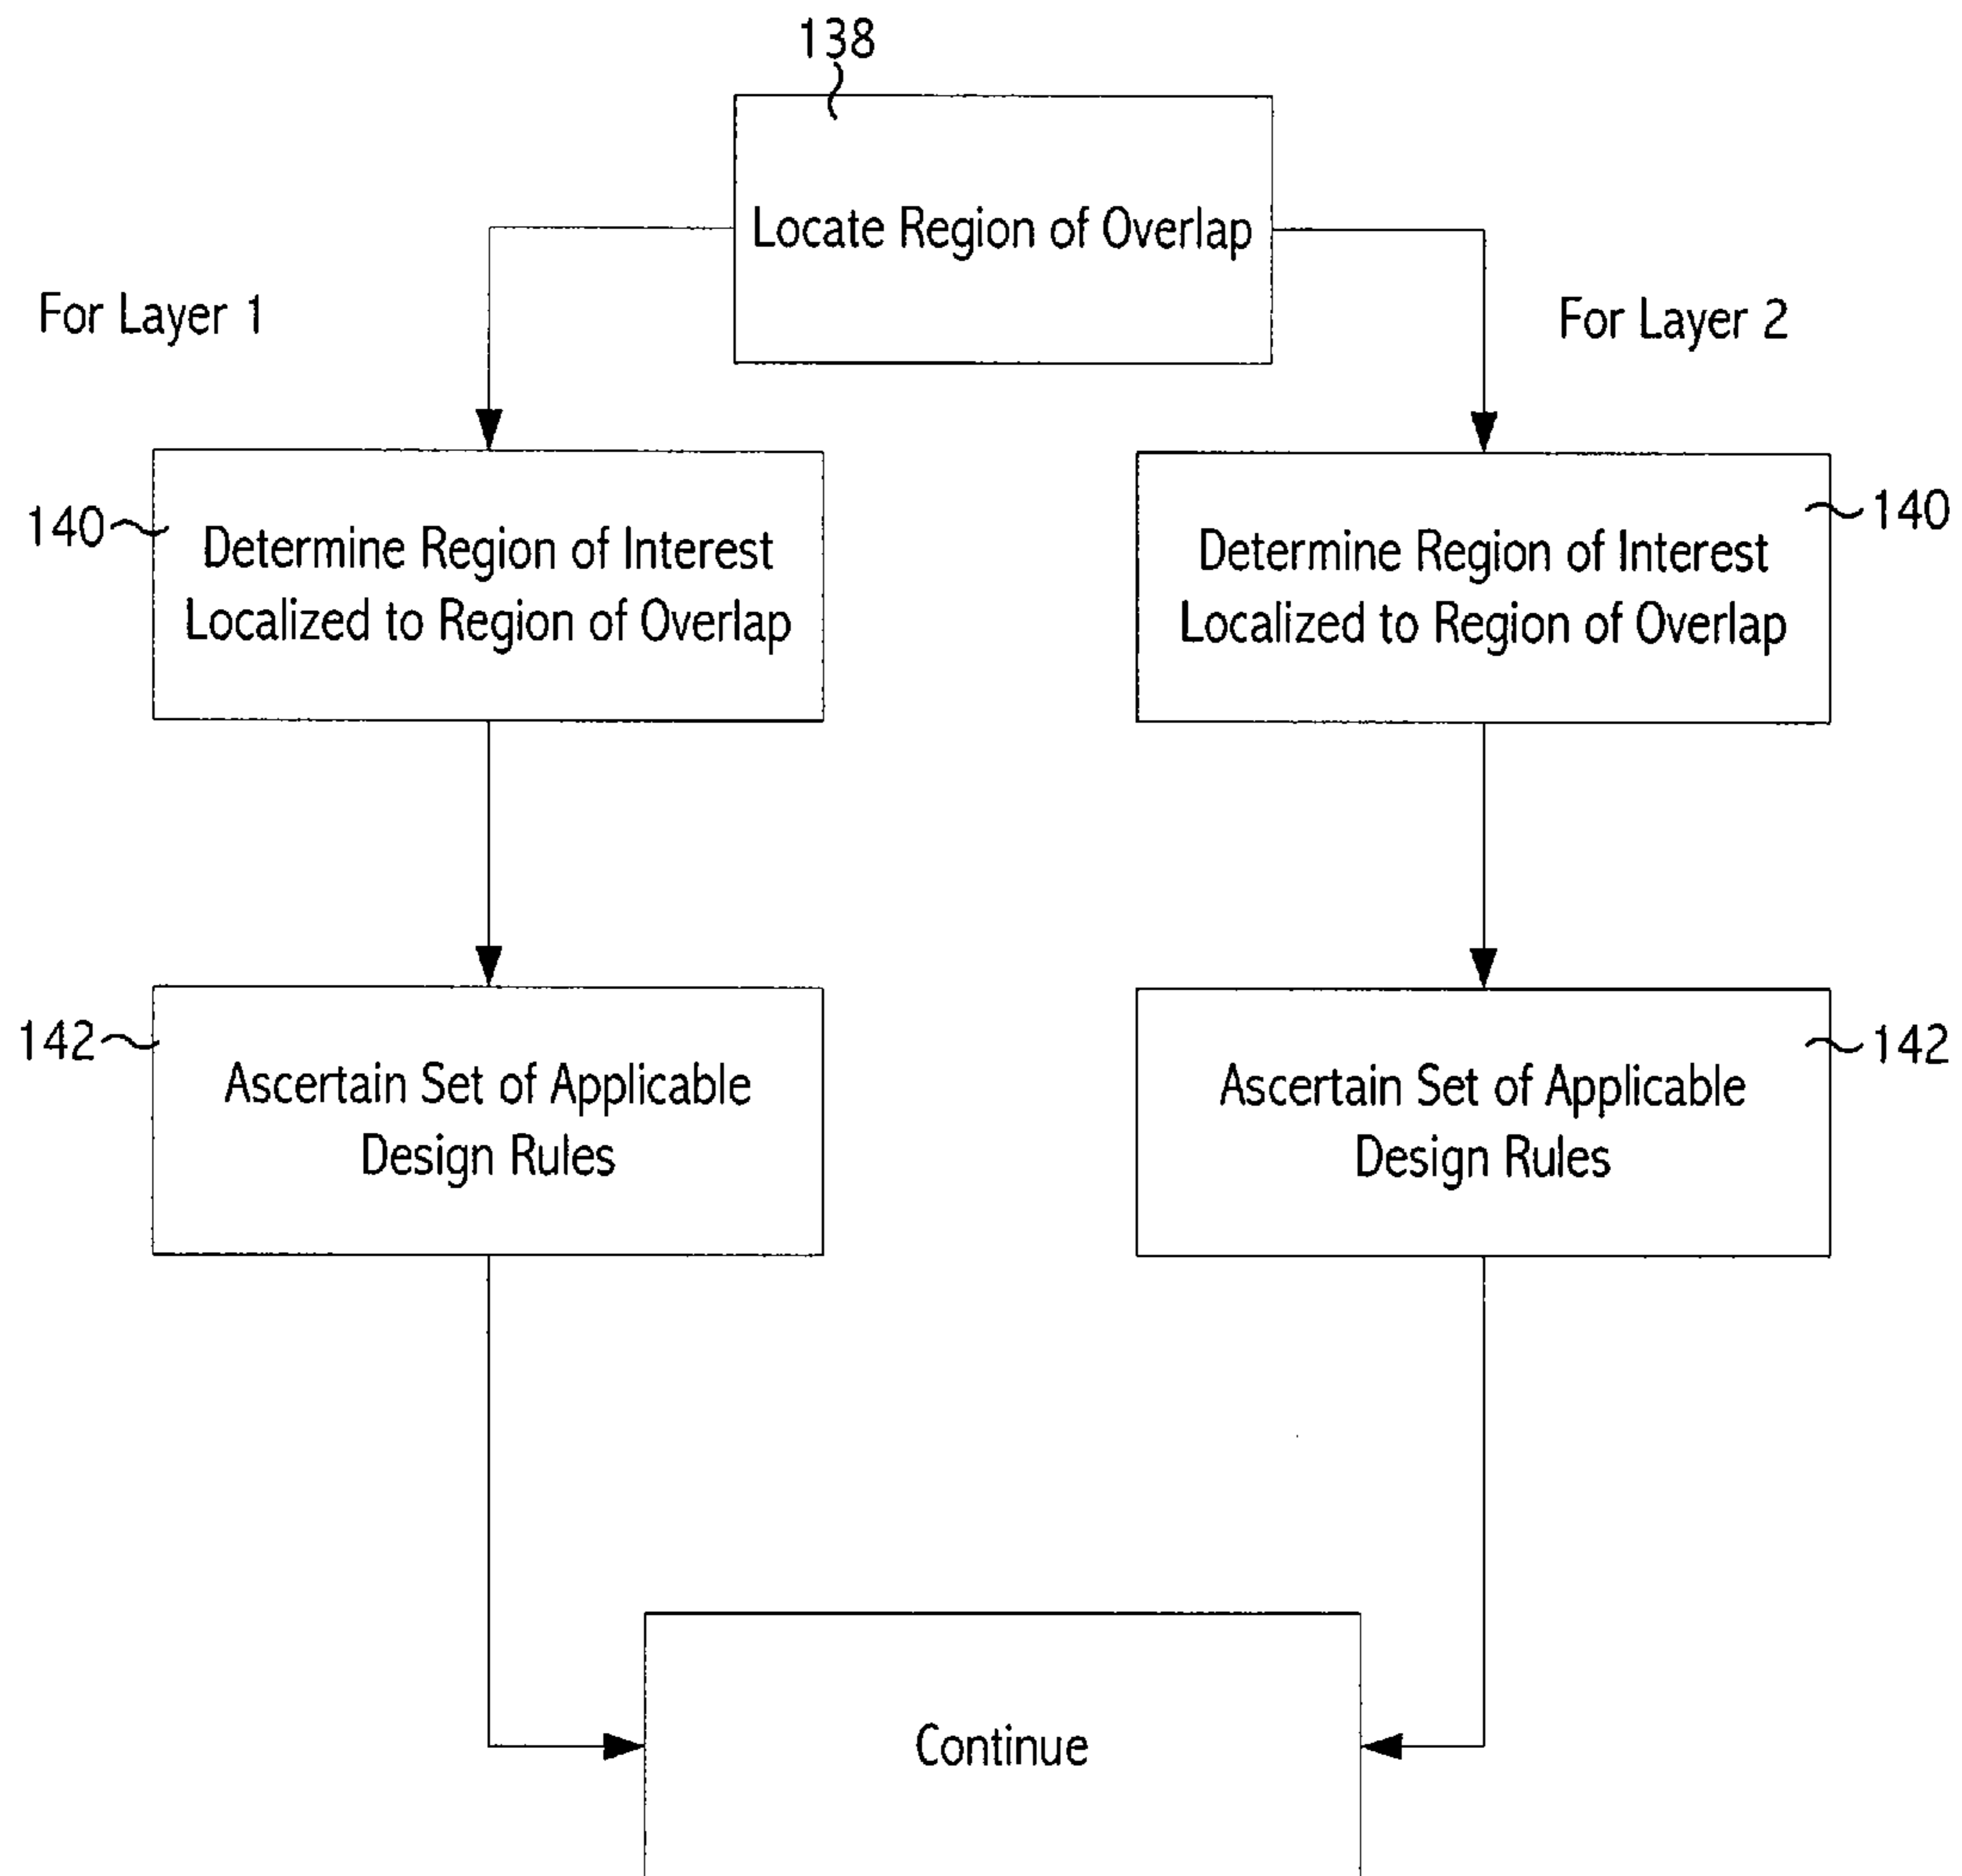 138
Locate Region of Overlap
For Layer 1
For Layer 2
140
Determine Region of Interest
Localized to Region of Overlap
Determine Region of Interest
Localized to Region of Overlap
140
142
Ascertain Set of Applicable
Design Rules
Ascertain Set of Applicable
Design Rules
142
Continue